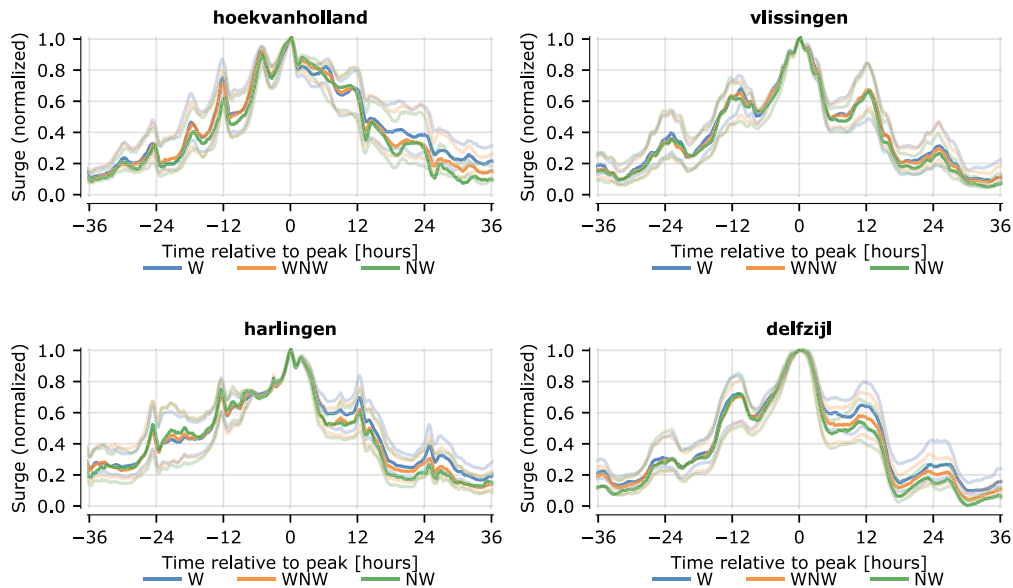 hoekvanholland
Surge (normalized)
1.0
0.8
0.6
0.4
0.2
0.0
−36 −24 −12 0 12 24 36
Time relative to peak [hours]
W WNW NW
vlissingen
Surge (normalized)
1.0
0.8
0.6
0.4
0.2
0.0
−36 −24 −12 0 12 24 36
Time relative to peak [hours]
W WNW NW
harlingen
Surge (normalized)
1.0
0.8
0.6
0.4
0.2
0.0
−36 −24 −12 0 12 24 36
Time relative to peak [hours]
W WNW NW
delfzijl
Surge (normalized)
1.0
0.8
0.6
0.4
0.2
0.0
−36 −24 −12 0 12 24 36
Time relative to peak [hours]
W WNW NW